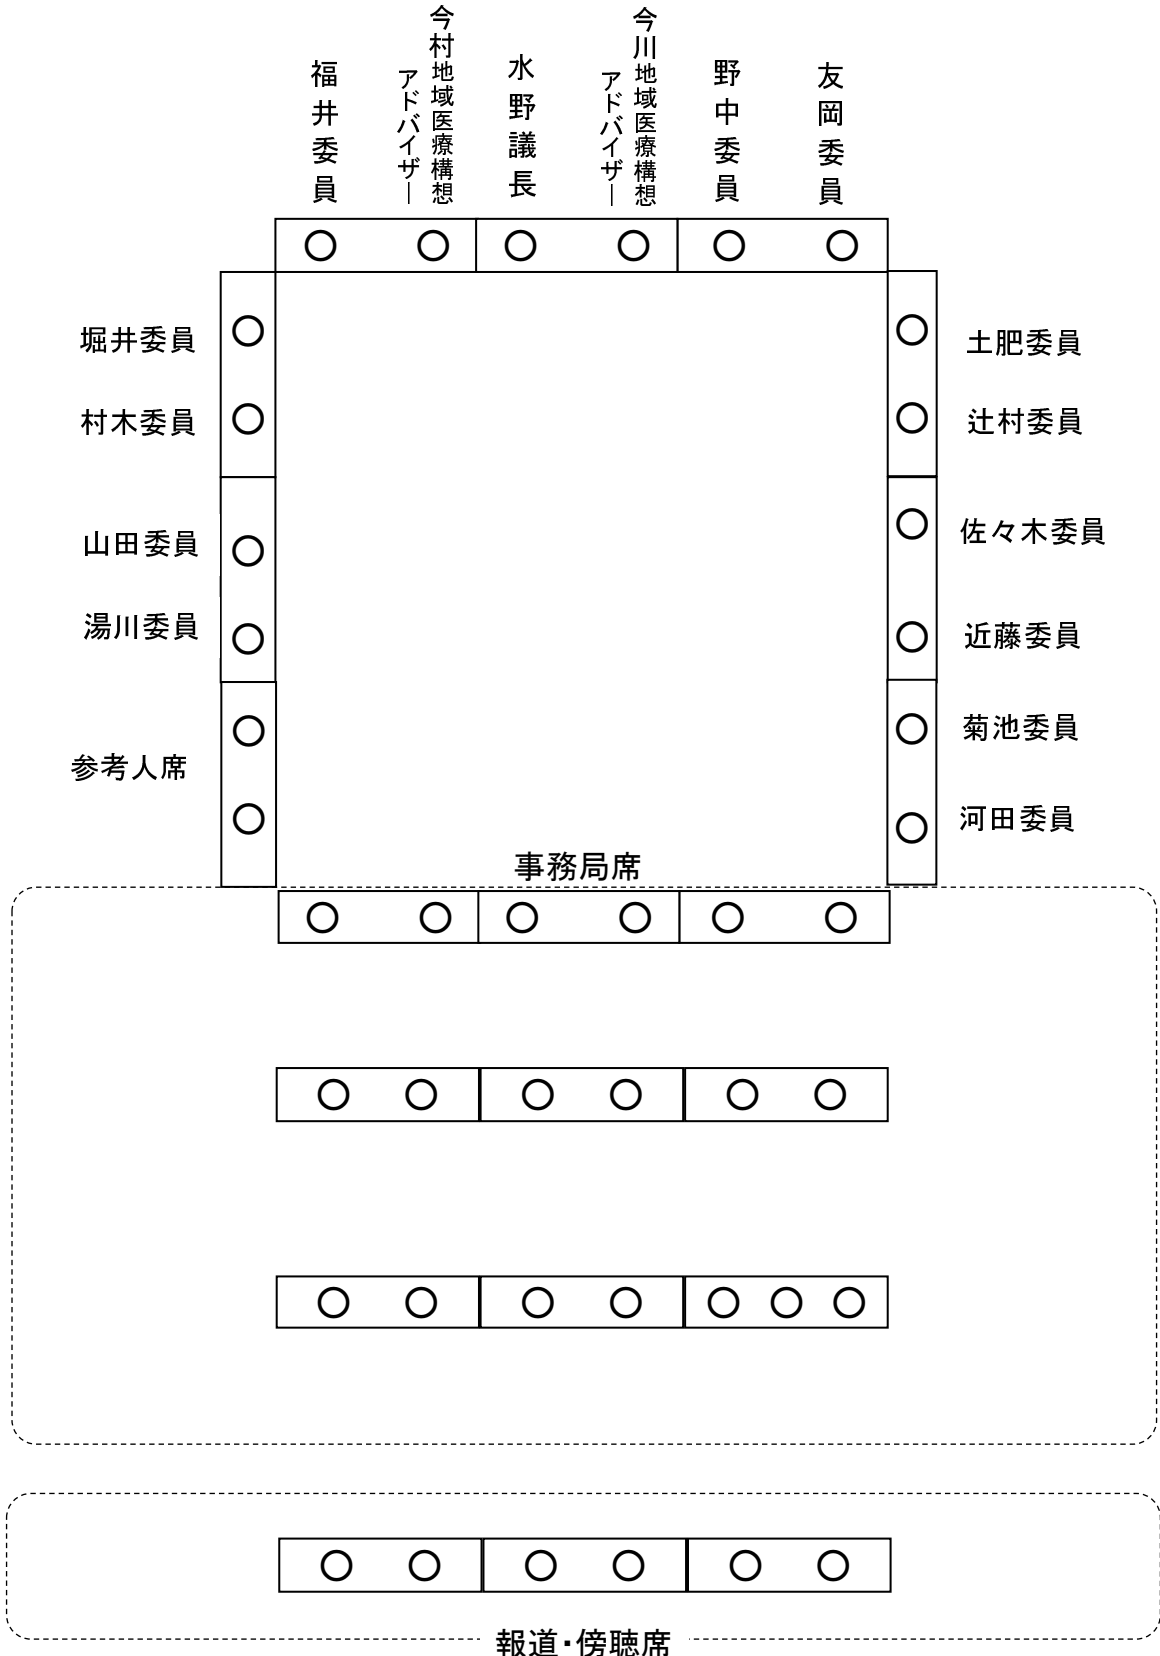 福井委員
今村地域医療構想
アドバイザー
水野議長
今川地域医療構想
アドバイザー
野中委員
友岡委員
堀井委員
土肥委員
村木委員
辻村委員
山田委員
佐々木委員
湯川委員
近藤委員
参考人席
菊池委員
河田委員
事務局席
報道・傍聴席